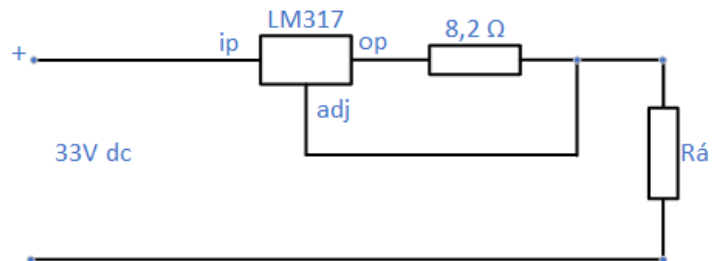 LM317
8,2 Ω
+
ip
op
adj
33V dc
Rá